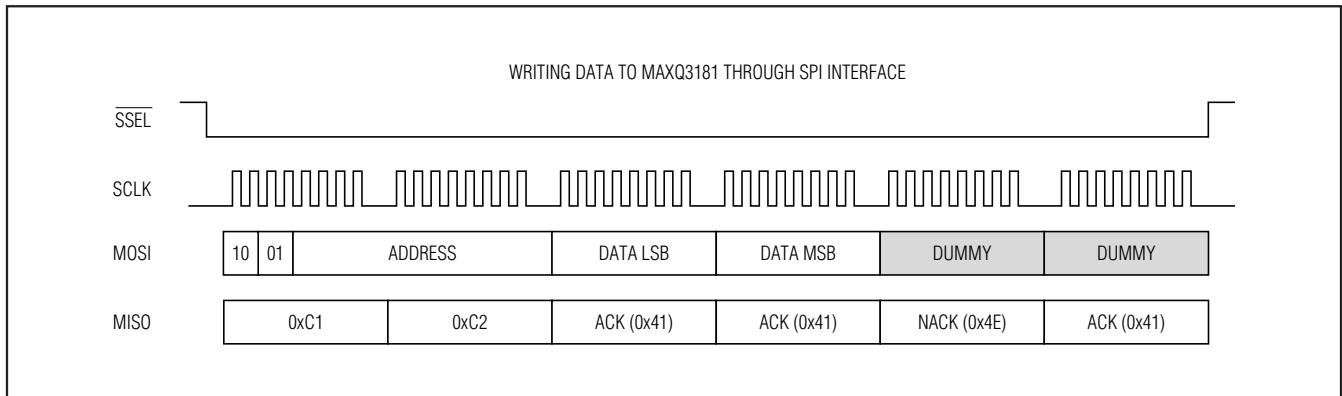 WRITING DATA TO MAXQ3181 THROUGH SPI INTERFACE
SSEL
SCLK
MOSI 10 01 ADDRESS DATA LSB DATA MSB DUMMY DUMMY
MISO 0xC1 0xC2 ACK (0x41) ACK (0x41) NACK (0x4E) ACK (0x41)